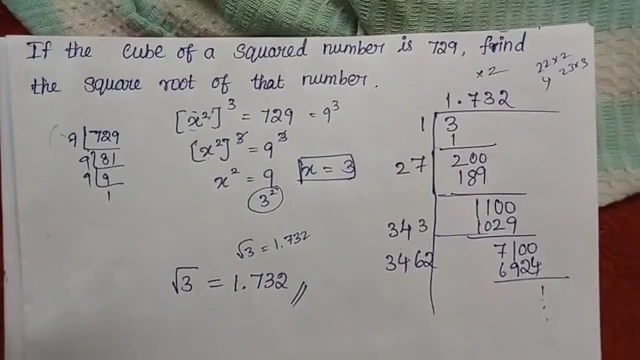 If the cube of a squared number is 729, find
the square root of that number.
[x²]³ = 729 = 9³
[x²]³ = 9³
x² = 9
3²
x = 3
9 729
9 81
9 9
1
√3 = 1.732
√3 = 1.732 //
×2
22×2
4 23×3
1.732
1 3
1
27 200
189
343 1100
1029
3462 7100
6924